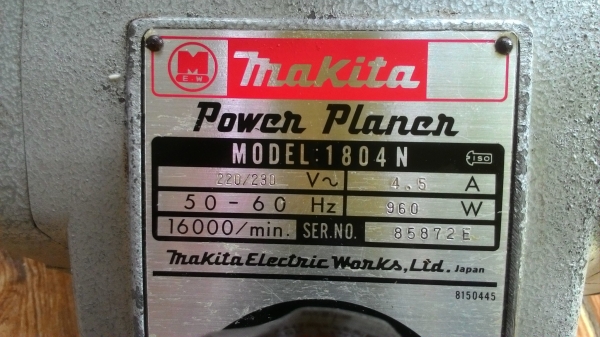 M
E-W
Makita
Power Planer
MODEL:1804N
220/230 V~ 4.5 A
50-60 Hz 960 W
16000/min. SER.NO. 85872E
ISO
Makita Electric Works, Ltd. Japan
8150445